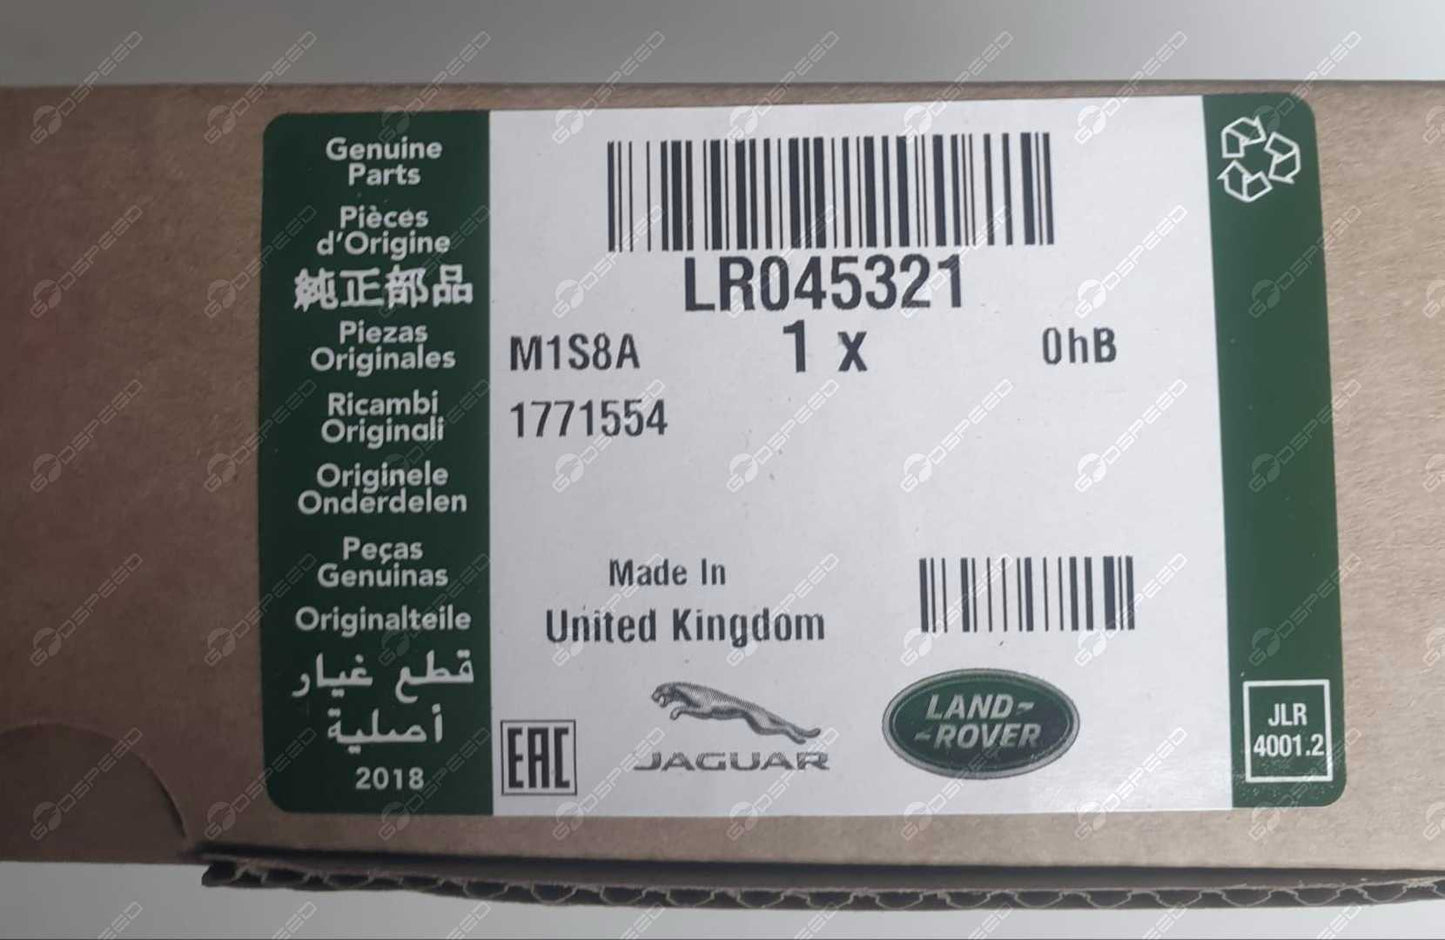 Genuine
Parts
Pièces
d'Origine
純正部品
Piezas
Originales
Ricambi
Originali
Originele
Onderdelen
Peças
Genuinas
Originalteile
قطع غيار
أصلية
2018
LR045321
M1S8A
1 x
0hB
1771554
Made In
United Kingdom
EAC
JAGUAR
LAND-
-ROVER
JLR
4001.2
GODSPEED